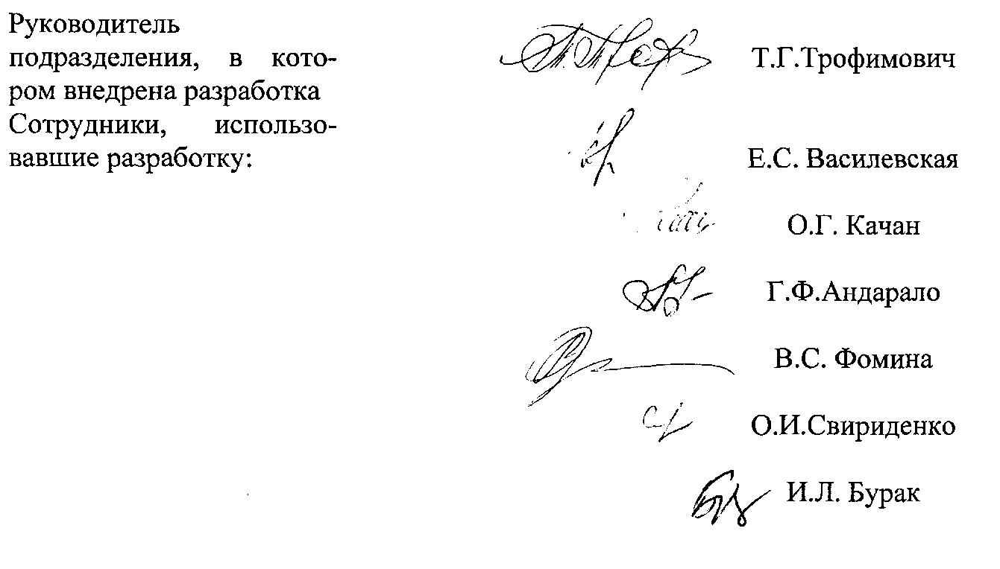 Руководитель
подразделения, в кото-
ром внедрена разработка
Т.Г.Трофимович
Сотрудники, использо-
вавшие разработку:
Е.С. Василевская
О.Г. Качан
Г.Ф.Андарало
В.С. Фомина
О.И.Свириденко
И.Л. Бурак